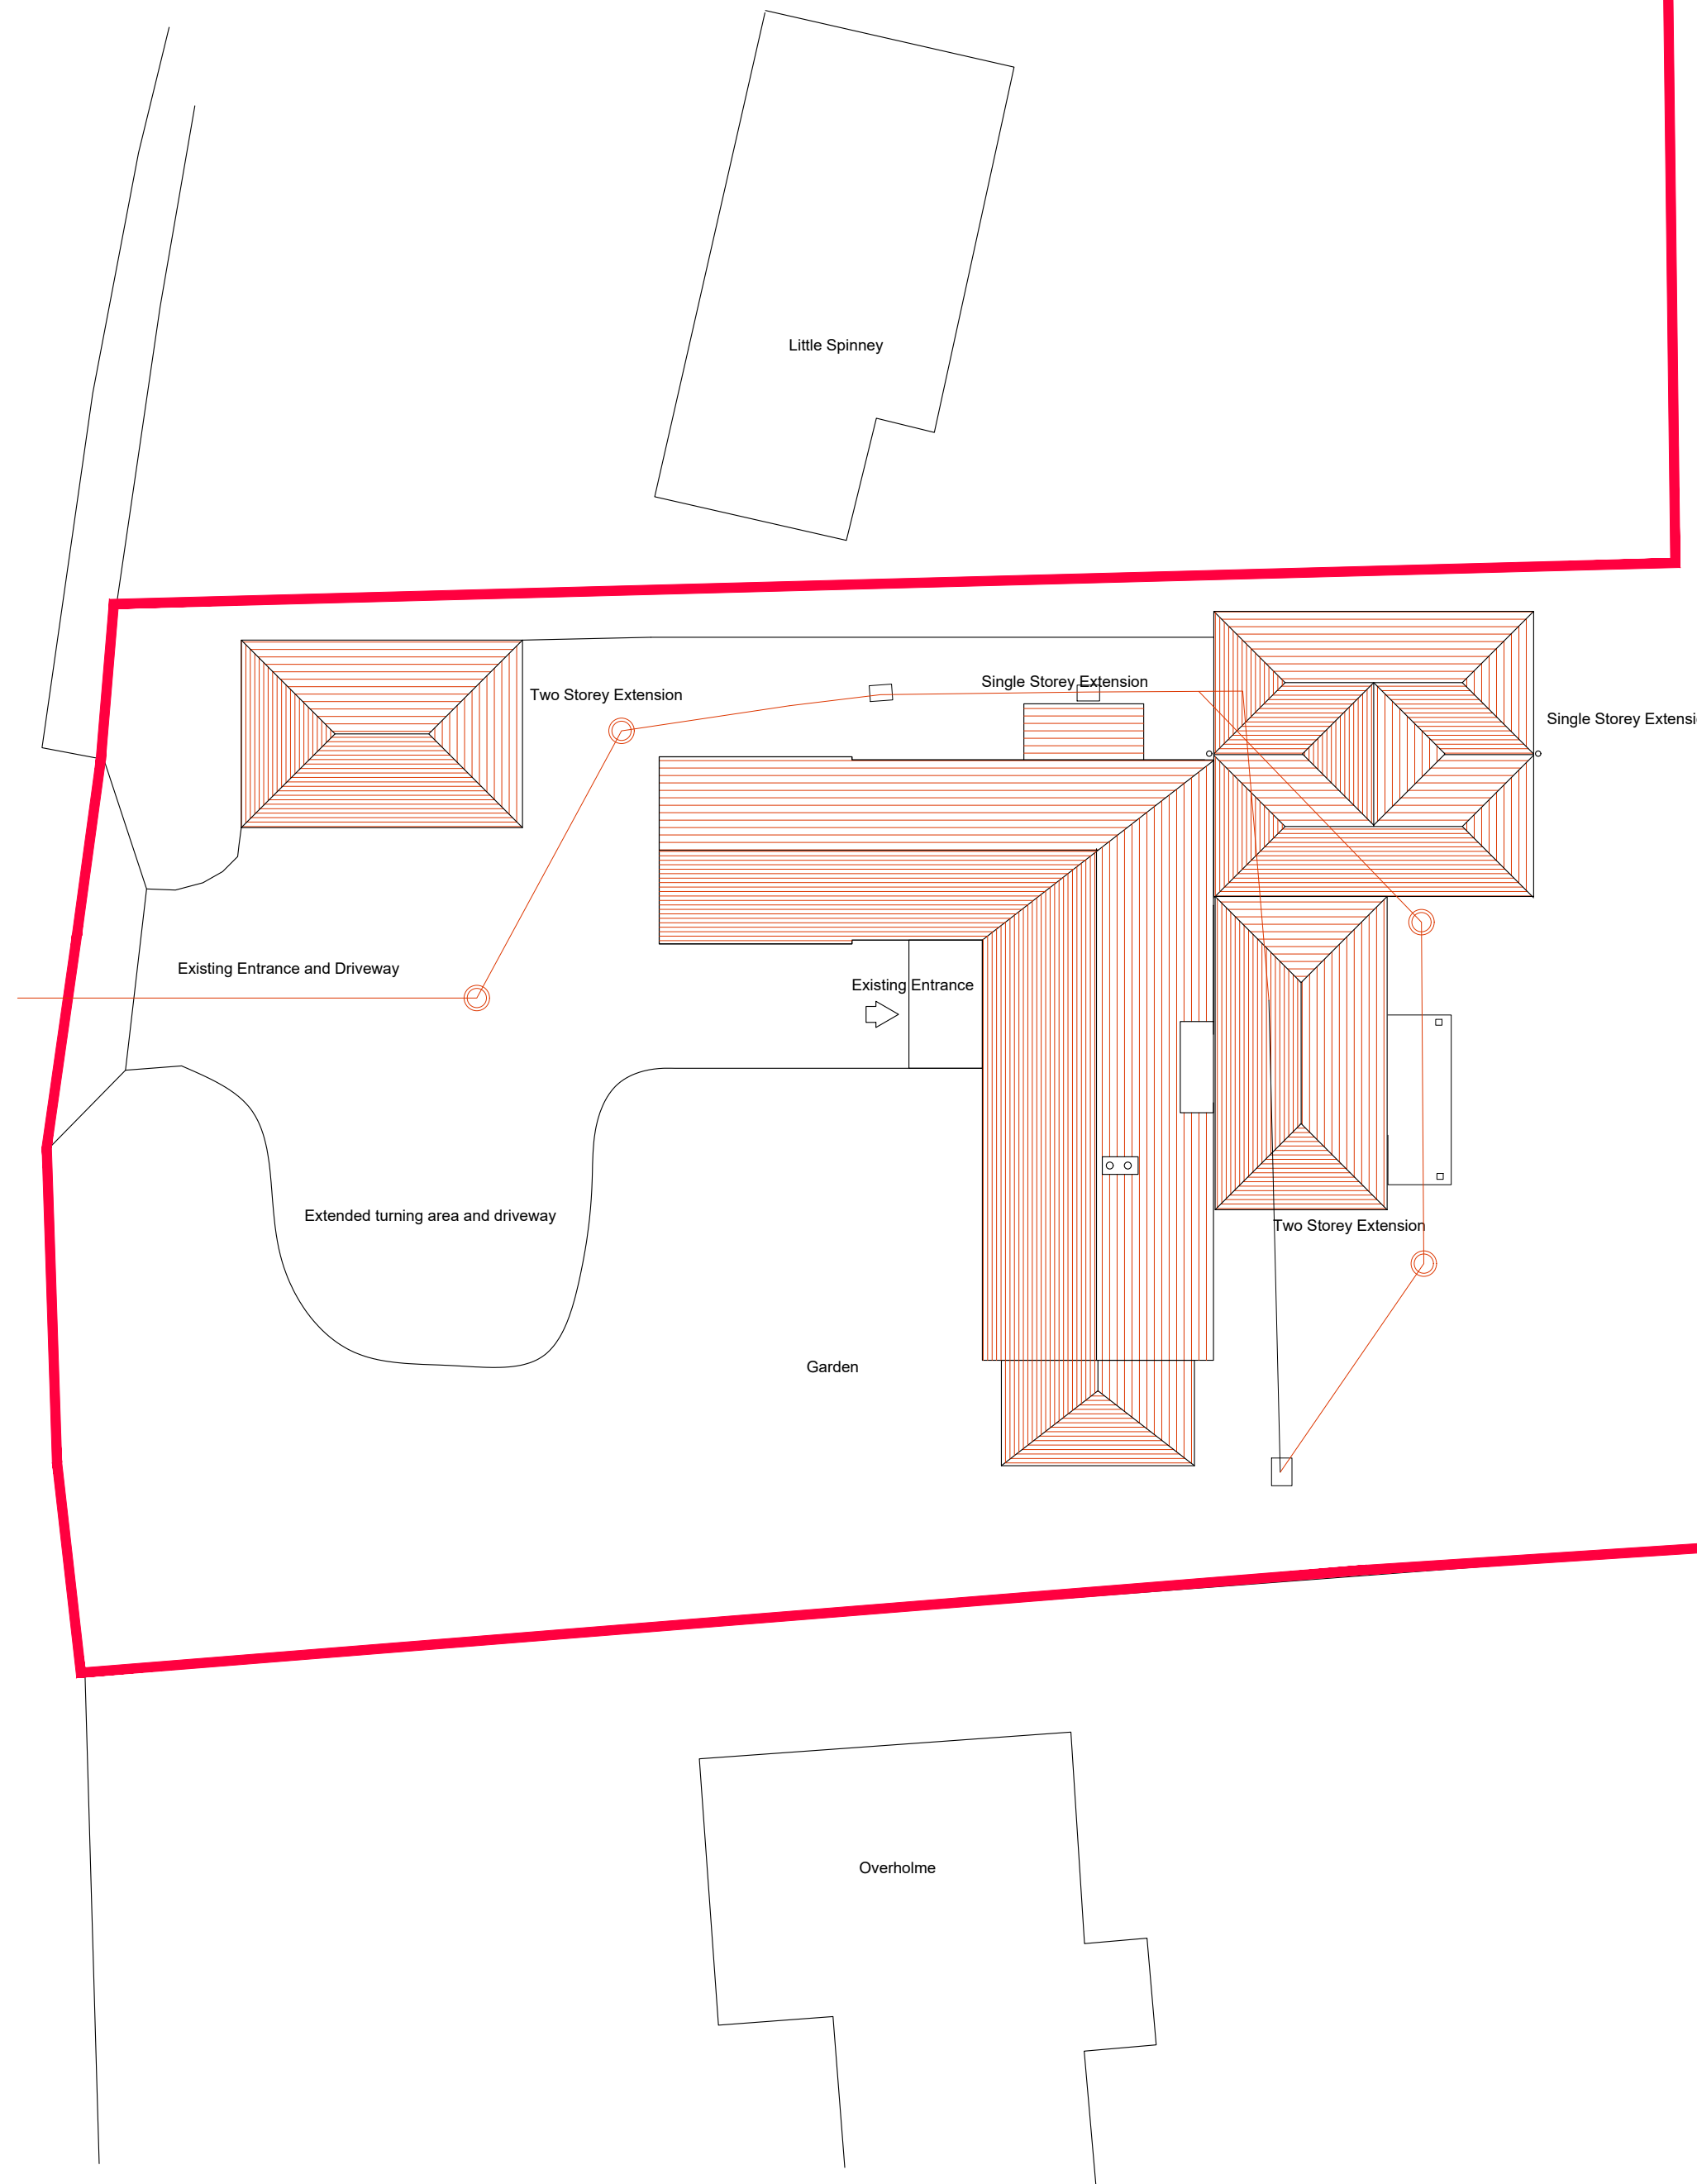 Little Spinney
Single Storey Extension
Two Storey Extension
Single Storey Extensi
Existing Entrance and Driveway
Existing Entrance
Extended turning area and driveway
Two Storey Extension
Garden
Overholme